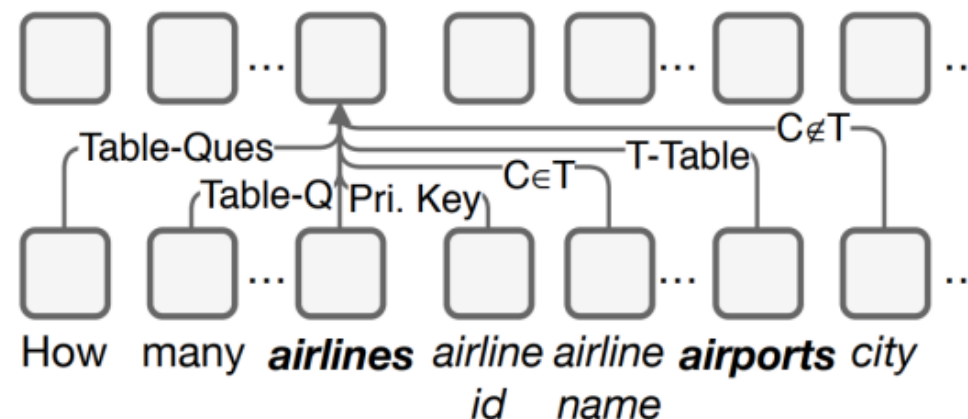 ... ... ..
C∉T
Table-Ques T-Table
C∈T
Table-Q Pri. Key
... ... ..
How many airlines airline airline airports city
id name